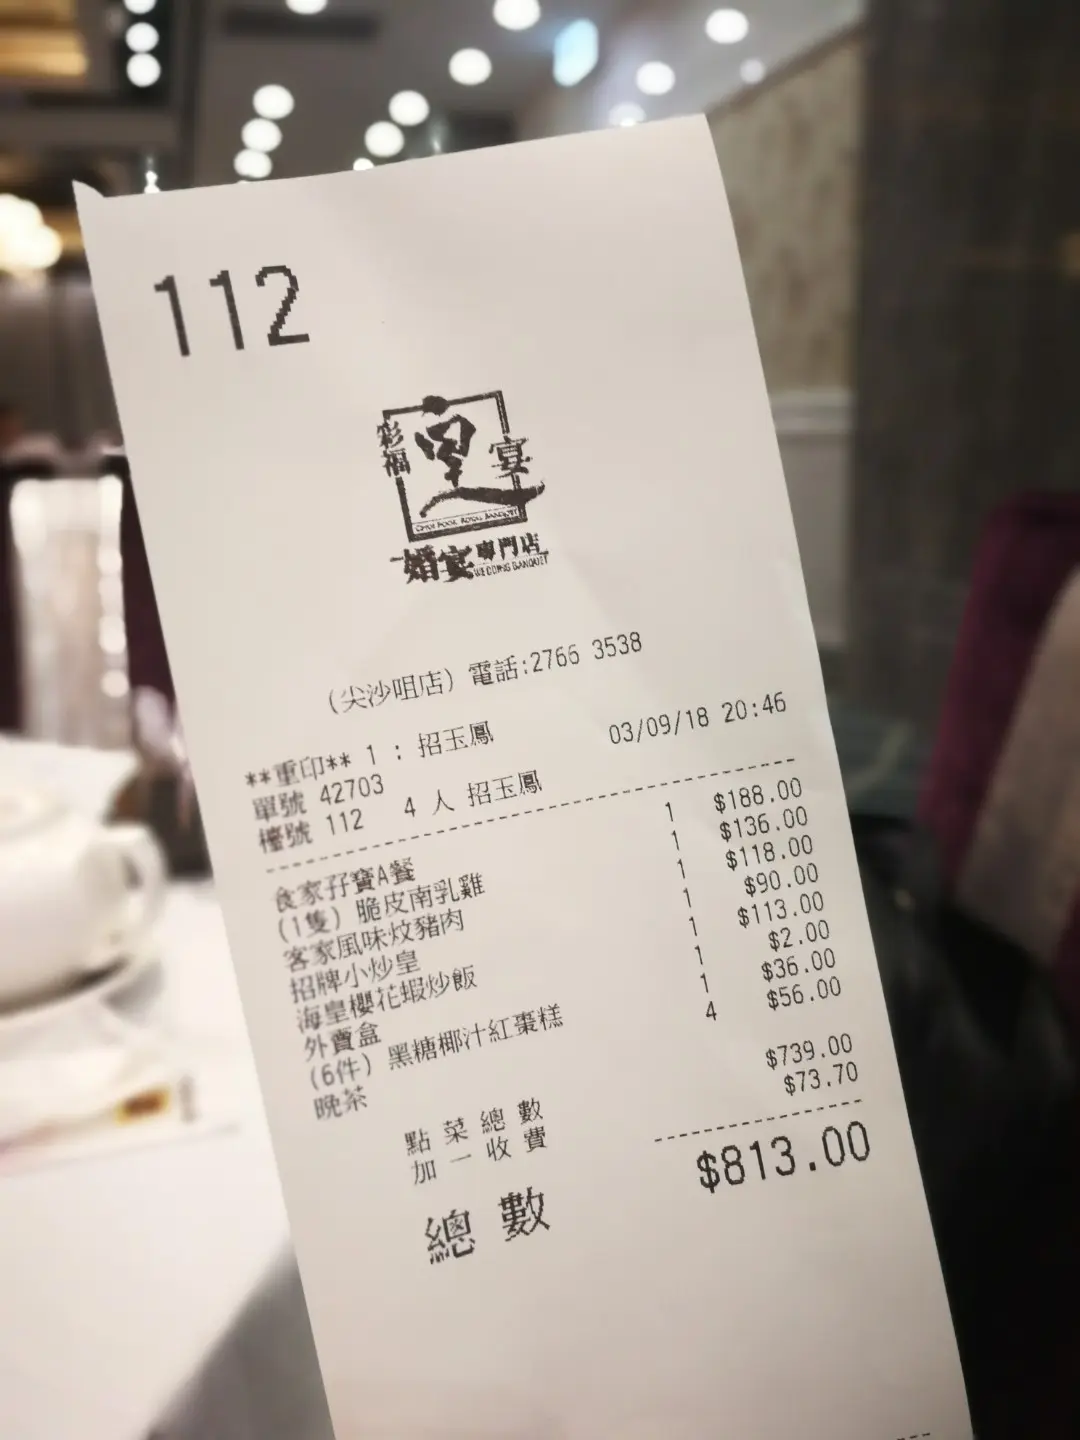 112
彩福 皇 宴
CHOI FOOK ROYAL BANQUET
婚宴專門店
WEDDING BANQUET
(尖沙咀店) 電話:2766 3538
**重印** 1 : 招玉鳳 03/09/18 20:46
單號 42703
檯號 112 4 人 招玉鳳
食家孖寶A餐 1 $188.00
(1隻) 脆皮南乳雞 1 $136.00
客家風味炆豬肉 1 $118.00
招牌小炒皇 1 $90.00
海皇櫻花蝦炒飯 1 $113.00
外賣盒 1 $2.00
(6件) 黑糖椰汁紅棗糕 1 $36.00
晚茶 4 $56.00
點菜總數 $739.00
加一收費 $73.70
總數 $813.00